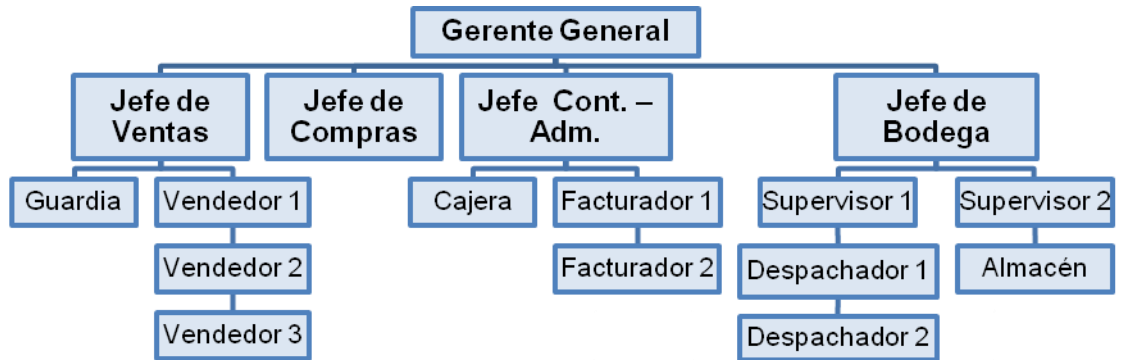 Gerente General
Jefe de
Ventas
Jefe de
Compras
Jefe Cont. –
Adm.
Jefe de
Bodega
Guardia
Vendedor 1
Cajera
Facturador 1
Supervisor 1
Supervisor 2
Vendedor 2
Facturador 2
Despachador 1
Almacén
Vendedor 3
Despachador 2